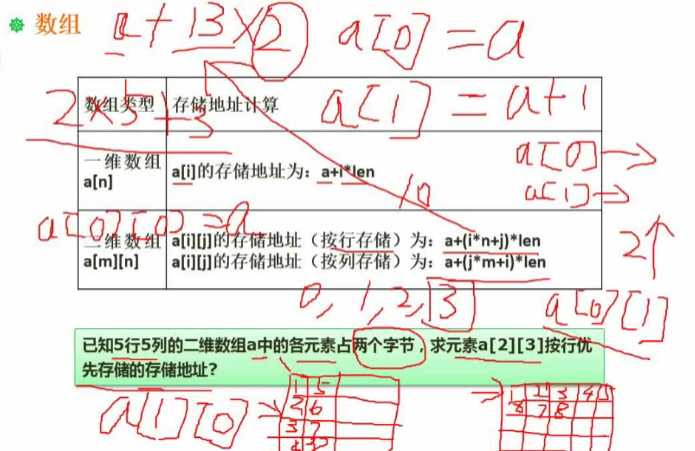 数组
a+13×2 a[0]=a
数组类型 存储地址计算
2×5+3 a[1]=a+1
一维数组
a[n]
a[i]的存储地址为：a+i*len
a[0]
a[1]
10
a[0][0]=a
二维数组
a[m][n]
a[i][j]的存储地址（按行存储）为：a+(i*n+j)*len
a[i][j]的存储地址（按列存储）为：a+(j*m+i)*len
2
0,1,2,3 a[0][1]
已知5行5列的二维数组a中的各元素占两个字节，求元素a[2][3]按行优
先存储的存储地址？
a[1][0]
1 5
2 6
3 7
1 2 3 4 5
7 8